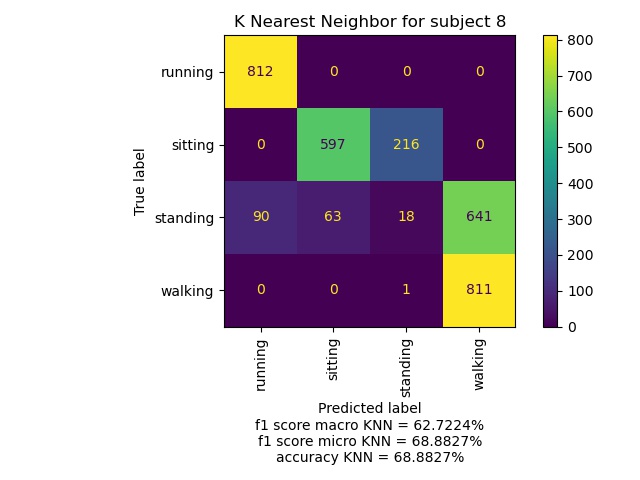 K Nearest Neighbor for subject 8
running 812 0 0 0
sitting 0 597 216 0
standing 90 63 18 641
walking 0 0 1 811
True label
running sitting standing walking
Predicted label
f1 score macro KNN = 62.7224%
f1 score micro KNN = 68.8827%
accuracy KNN = 68.8827%
800
700
600
500
400
300
200
100
0